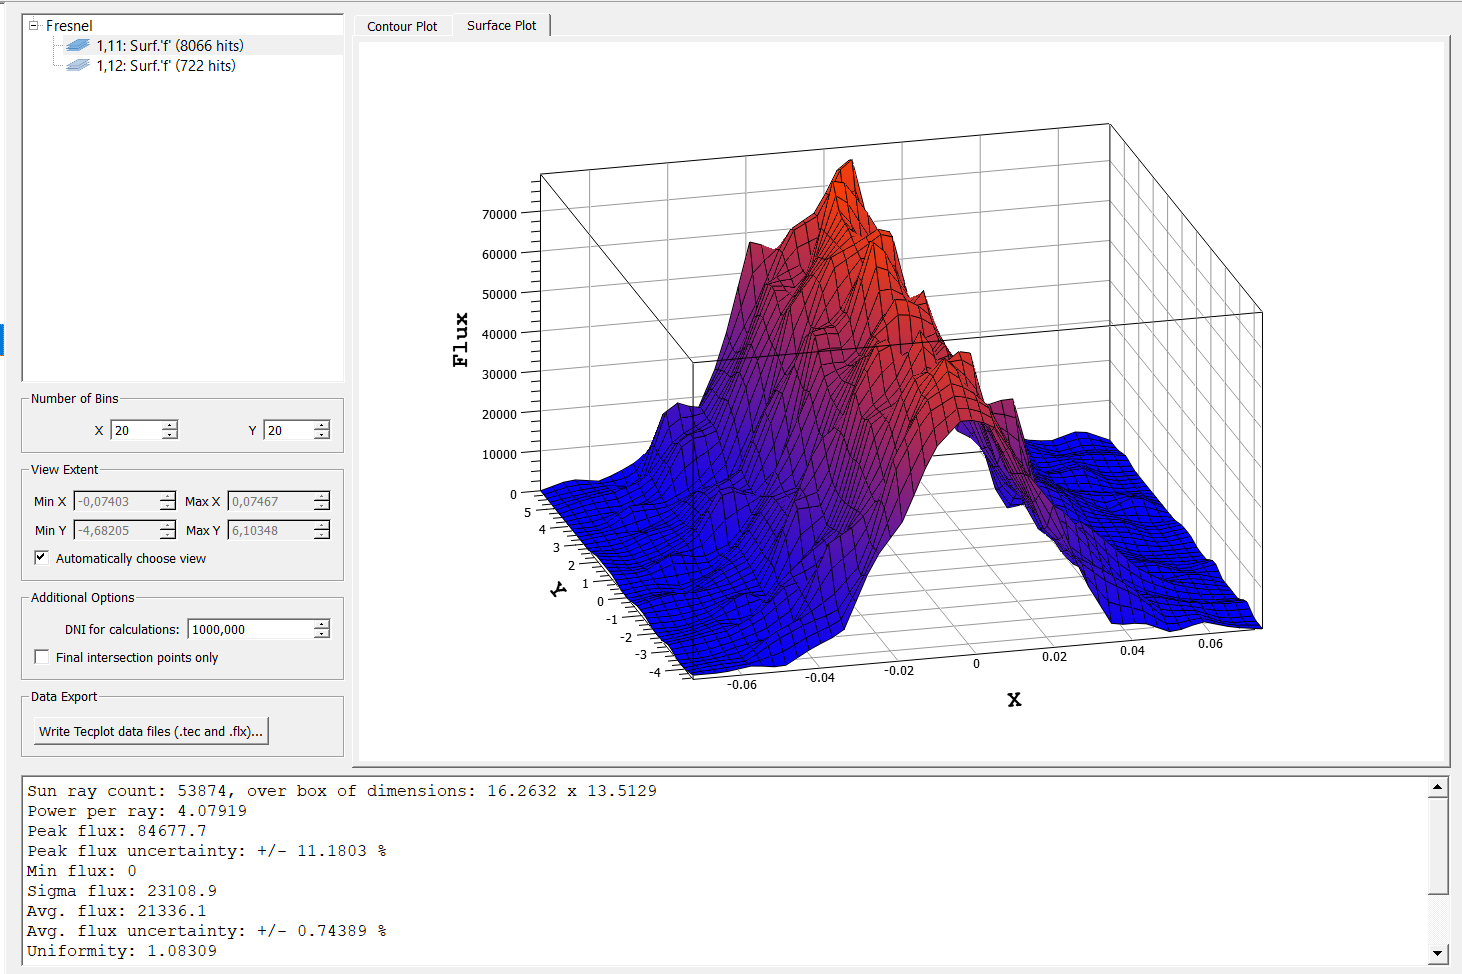 Fresnel
1,11: Surf.'f' (8066 hits)
1,12: Surf.'f' (722 hits)
Number of Bins
X 20 Y 20
View Extent
Min X -0,07403 Max X 0,07467
Min Y -4,68205 Max Y 6,10348
Automatically choose view
Additional Options
DNI for calculations: 1000,000
Final intersection points only
Data Export
Write Tecplot data files (.tec and .flx)...
Contour Plot Surface Plot
70000
60000
50000
40000
30000
20000
10000
0
Flux
5
4
3
2
1
0
-1
-2
-3
-4
Y
-0.06 -0.04 -0.02 0 0.02 0.04 0.06
X
Sun ray count: 53874, over box of dimensions: 16.2632 x 13.5129
Power per ray: 4.07919
Peak flux: 84677.7
Peak flux uncertainty: +/- 11.1803 %
Min flux: 0
Sigma flux: 23108.9
Avg. flux: 21336.1
Avg. flux uncertainty: +/- 0.74389 %
Uniformity: 1.08309